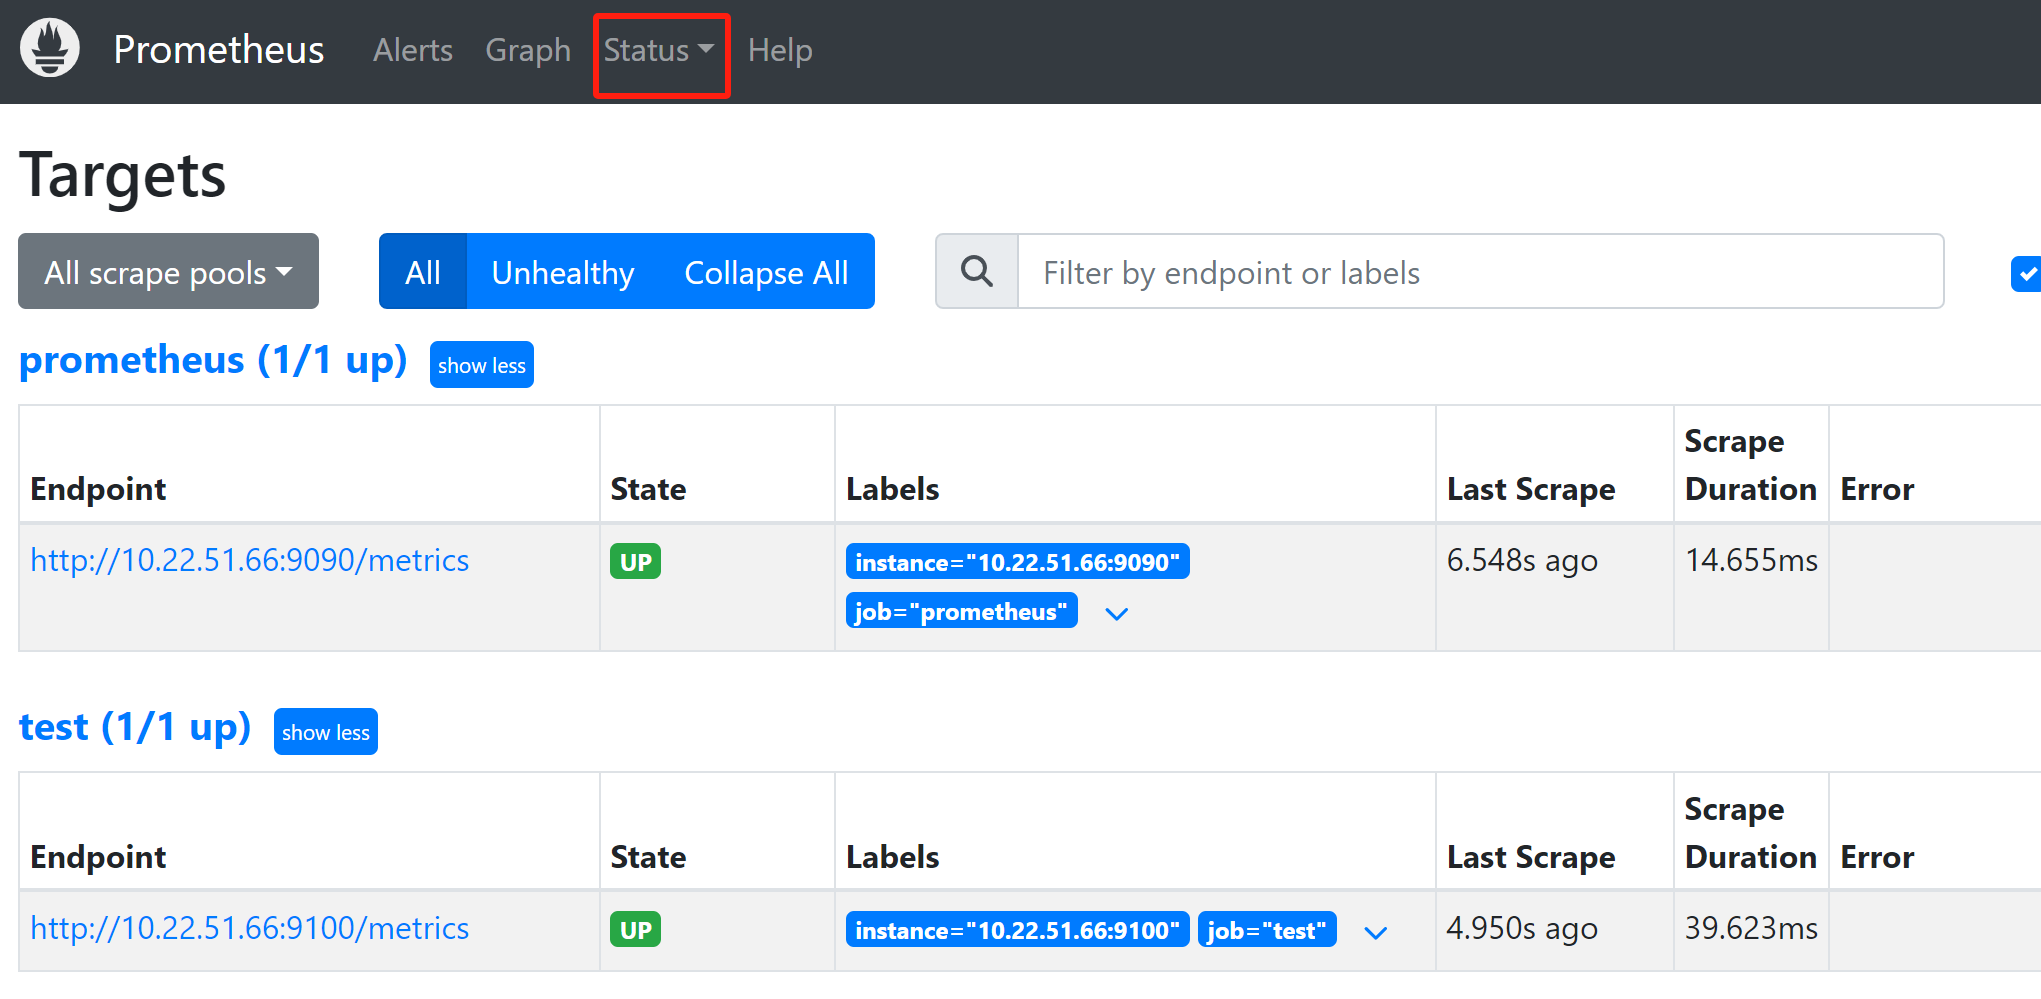 Prometheus Alerts Graph Status Help
Targets
All scrape pools All Unhealthy Collapse All Filter by endpoint or labels
prometheus (1/1 up) show less
Endpoint State Labels Last Scrape Scrape Duration Error
http://10.22.51.66:9090/metrics UP instance="10.22.51.66:9090" 6.548s ago 14.655ms
job="prometheus"
test (1/1 up) show less
Endpoint State Labels Last Scrape Scrape Duration Error
http://10.22.51.66:9100/metrics UP instance="10.22.51.66:9100" job="test" 4.950s ago 39.623ms